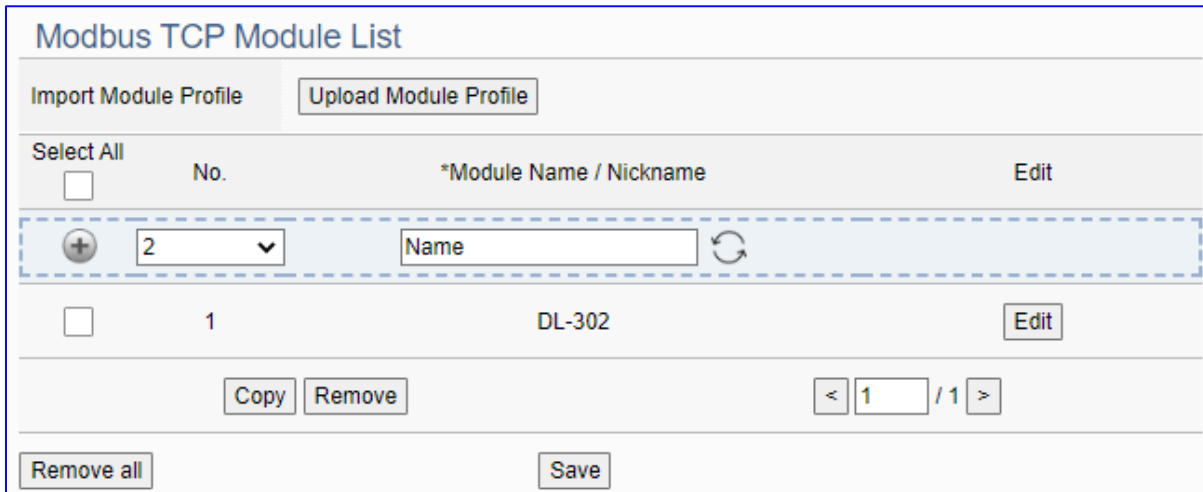 Modbus TCP Module List
Import Module Profile Upload Module Profile
Select All
No. *Module Name / Nickname Edit
2 Name
1 DL-302 Edit
Copy Remove < 1 / 1 >
Remove all Save